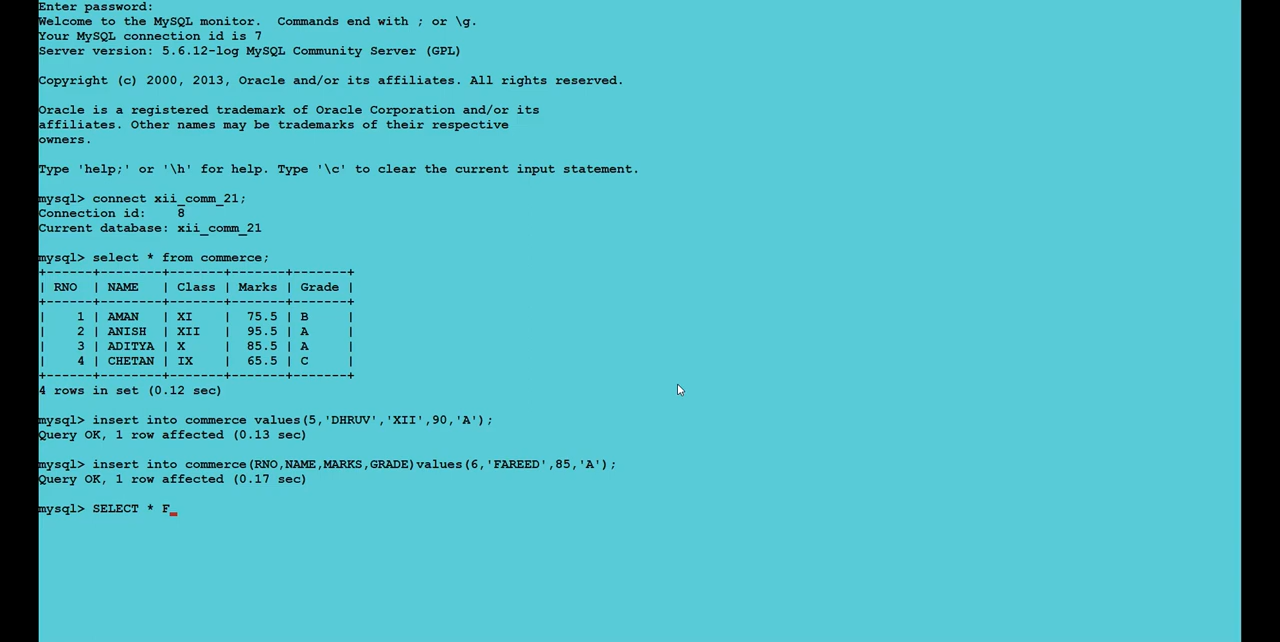 Enter password:
Welcome to the MySQL monitor.  Commands end with ; or \g.
Your MySQL connection id is 7
Server version: 5.6.12-log MySQL Community Server (GPL)

Copyright (c) 2000, 2013, Oracle and/or its affiliates. All rights reserved.

Oracle is a registered trademark of Oracle Corporation and/or its
affiliates. Other names may be trademarks of their respective
owners.

Type 'help;' or '\h' for help. Type '\c' to clear the current input statement.

mysql> connect xii_comm_21;
Connection id:    8
Current database: xii_comm_21

mysql> select * from commerce;
+------+--------+-------+-------+-------+
| RNO  | NAME   | Class | Marks | Grade |
+------+--------+-------+-------+-------+
|    1 | AMAN   | XI    |  75.5 | B     |
|    2 | ANISH  | XII   |  95.5 | A     |
|    3 | ADITYA | X     |  85.5 | A     |
|    4 | CHETAN | IX    |  65.5 | C     |
+------+--------+-------+-------+-------+
4 rows in set (0.12 sec)

mysql> insert into commerce values(5,'DHRUV','XII',90,'A');
Query OK, 1 row affected (0.13 sec)

mysql> insert into commerce(RNO,NAME,MARKS,GRADE)values(6,'FAREED',85,'A');
Query OK, 1 row affected (0.17 sec)

mysql> SELECT * F_